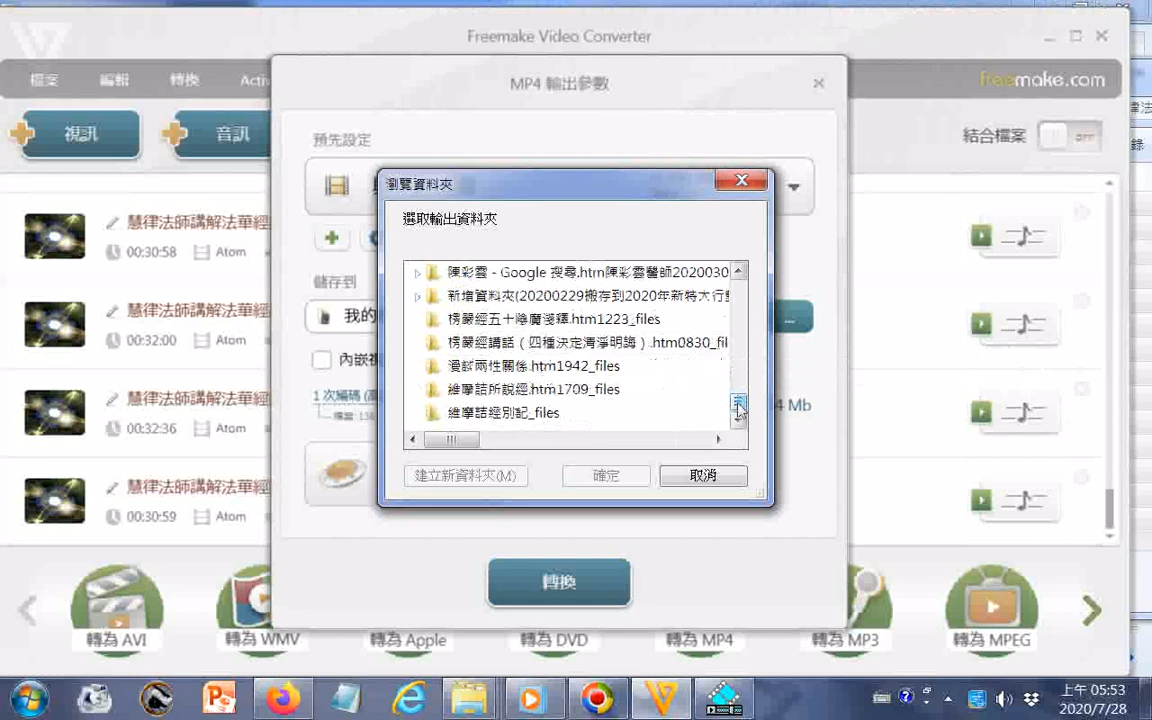 Freemake Video Converter
檔案 編輯 轉換
MP4 輸出參數
freemake.com
視訊
音訊
結合檔案
OFF
預先設定
瀏覽資料夾
選取輸出資料夾
陳彩雲 - Google 搜尋.htm陳彩雲醫師2020030
新增資料夾(20200229搬存到2020年新特大行
楞嚴經五十陰魔淺釋.htm1223_files
楞嚴經講話（四種決定清淨明誨）.htm0830_fil
漫談兩性關係.htm1942_files
維摩詰所說經.htm1709_files
維摩詰經別記_files
建立新資料夾(M)
確定
取消
慧律法師講解法華經
00:30:58
Atom
慧律法師講解法華經
00:32:00
Atom
慧律法師講解法華經
00:32:36
Atom
慧律法師講解法華經
00:30:59
Atom
儲存到
我的
內嵌
1 次編碼
4 Mb
轉換
轉為 AVI
轉為 WMV
轉為 Apple
轉為 DVD
轉為 MP4
轉為 MP3
轉為 MPEG
上午 05:53
2020/7/28